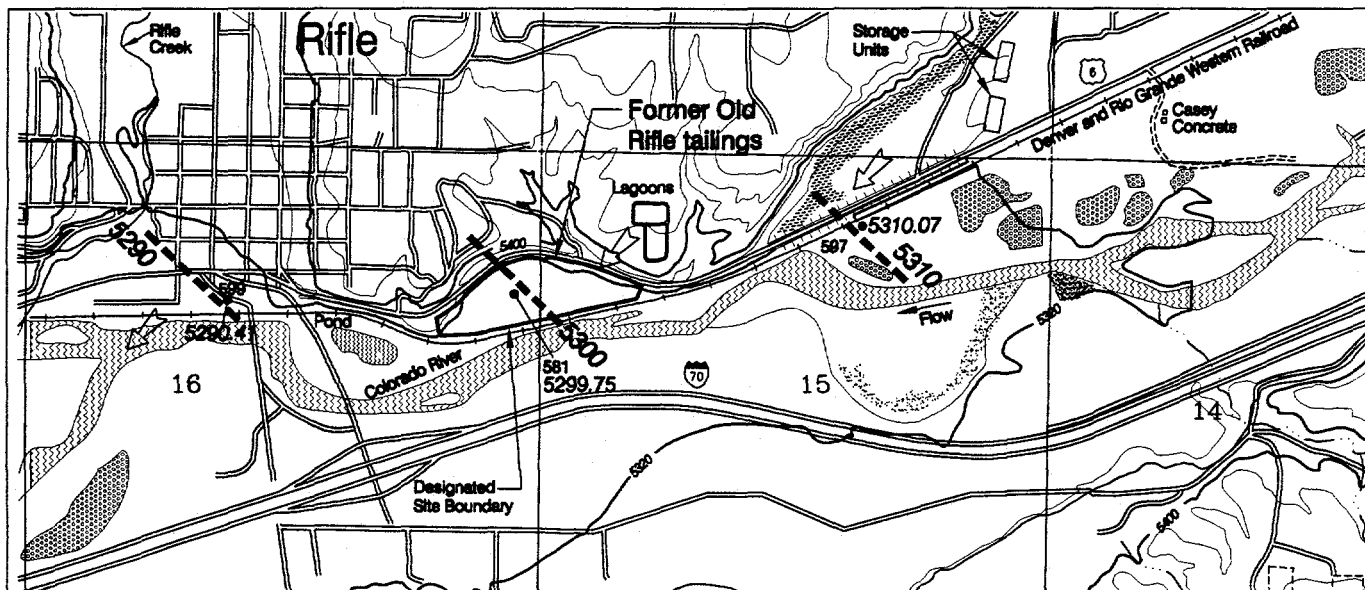 Rifle
Creek
Rifle
Storage
Units
6
Denver and Rio Grande Western Railroad
Casey
Concrete
Former Old
Rifle tailings
Lagoons
5290
5400
597
5310.07
5310
599
5290.41
Pond
Flow
5300
5320
Colorado River
581
5299.75
70
16
15
14
5320
Designated
Site Boundary
5400